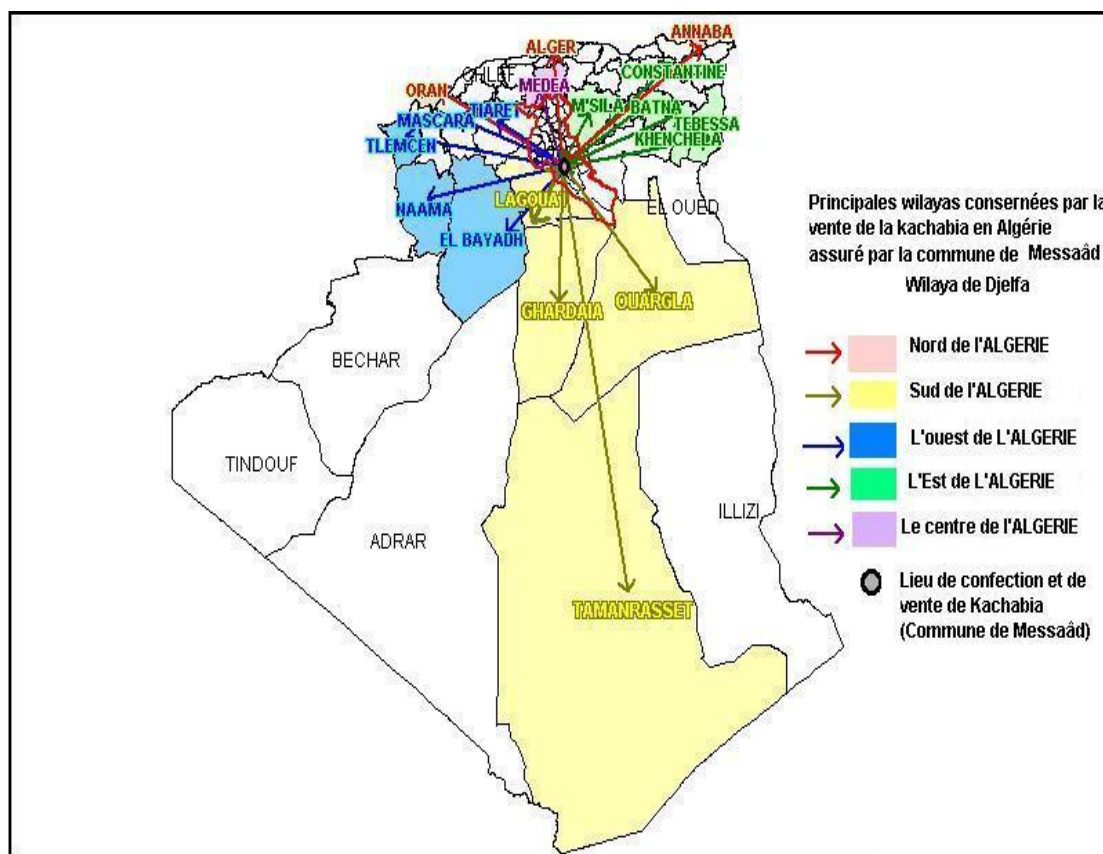 ANNABA
ALGER
CHLEF
CONSTANTINE
MEDEA
ORAN
TIARET
M'SILA
BATNA
MASCARA
TEBESSA
TLEMCEN
KHENCHELA
LAGOUAT
NAAMA
EL OUED
EL BAYADH
GHARDAIA
OUARGLA
BECHAR
TINDOUF
ADRAR
ILLIZI
TAMANRASSET
Principales wilayas consernées par la
vente de la kachabia en Algérie
assuré par la commune de Messaâd
Wilaya de Djelfa
Nord de l'ALGERIE
Sud de l'ALGERIE
L'ouest de L'ALGERIE
L'Est de L'ALGERIE
Le centre de l'ALGERIE
Lieu de confection et de
vente de Kachabia
(Commune de Messaâd)